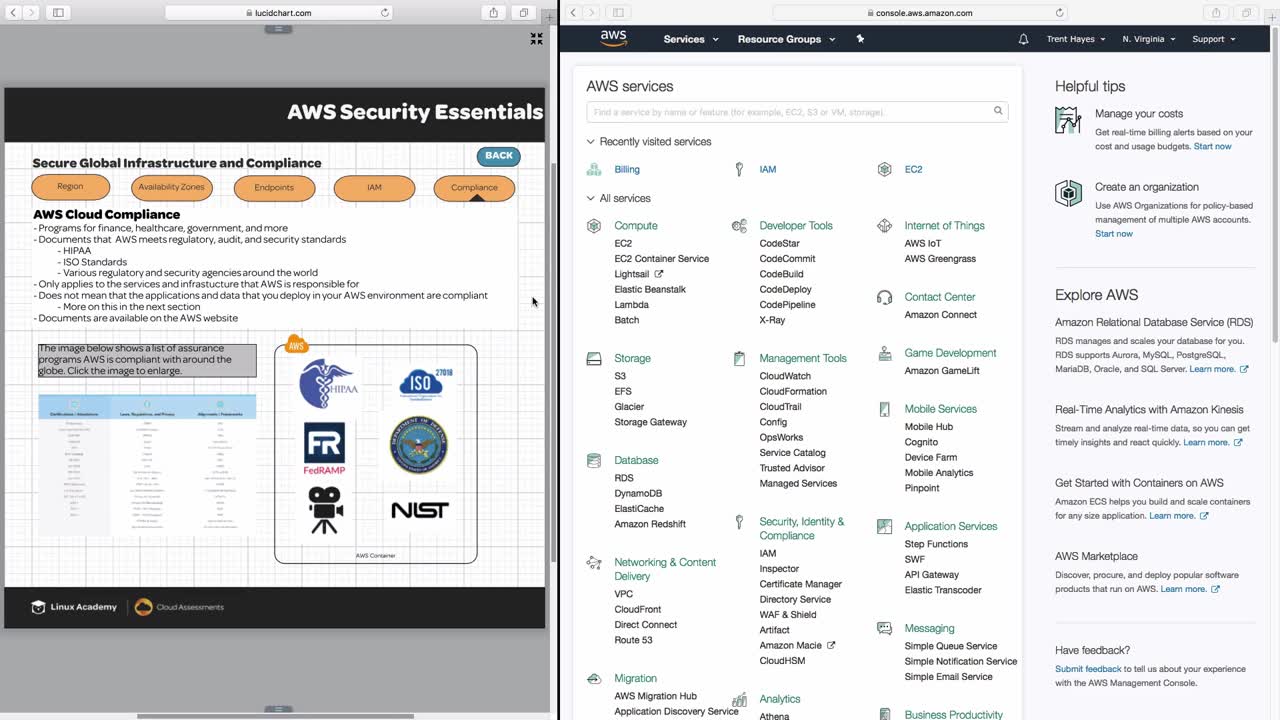 lucidchart.com
AWS Security Essentials
Secure Global Infrastructure and Compliance
BACK
Region
Availability Zones
Endpoints
IAM
Compliance
AWS Cloud Compliance
- Programs for finance, healthcare, government, and more
- Documents that AWS meets regulatory, audit, and security standards
- HIPAA
- ISO Standards
- Various regulatory and security agencies around the world
- Only applies to the services and infrastucture that AWS is responsible for
- Does not mean that the applications and data that you deploy in your AWS environment are compliant
- More on this in the next section
- Documents are available on the AWS website
The image below shows a list of assurance
programs AWS is compliant with around the
globe. Click the image to enlarge.
Certifications / Attestations
Laws, Regulations, and Privacy
Alignments / Frameworks
AWS
HIPAA
ISO
27018
FR
FedRAMP
DEPARTMENT OF DEFENSE
NIST
AWS Container
Linux Academy
Cloud Assessments
console.aws.amazon.com
aws
Services
Resource Groups
Trent Hayes
N. Virginia
Support
AWS services
Find a service by name or feature (for example, EC2, S3 or VM, storage).
Recently visited services
Billing
IAM
EC2
All services
Compute
EC2
EC2 Container Service
Lightsail
Elastic Beanstalk
Lambda
Batch
Storage
S3
EFS
Glacier
Storage Gateway
Database
RDS
DynamoDB
ElastiCache
Amazon Redshift
Networking & Content
Delivery
VPC
CloudFront
Direct Connect
Route 53
Migration
AWS Migration Hub
Application Discovery Service
Developer Tools
CodeStar
CodeCommit
CodeBuild
CodeDeploy
CodePipeline
X-Ray
Management Tools
CloudWatch
CloudFormation
CloudTrail
Config
OpsWorks
Service Catalog
Trusted Advisor
Managed Services
Security, Identity &
Compliance
IAM
Inspector
Certificate Manager
Directory Service
WAF & Shield
Artifact
Amazon Macie
CloudHSM
Analytics
Athena
Internet of Things
AWS IoT
AWS Greengrass
Contact Center
Amazon Connect
Game Development
Amazon GameLift
Mobile Services
Mobile Hub
Cognito
Device Farm
Mobile Analytics
Pinpoint
Application Services
Step Functions
SWF
API Gateway
Elastic Transcoder
Messaging
Simple Queue Service
Simple Notification Service
Simple Email Service
Business Productivity
Helpful tips
Manage your costs
Get real-time billing alerts based on your
cost and usage budgets. Start now
Create an organization
Use AWS Organizations for policy-based
management of multiple AWS accounts.
Start now
Explore AWS
Amazon Relational Database Service (RDS)
RDS manages and scales your database for you.
RDS supports Aurora, MySQL, PostgreSQL,
MariaDB, Oracle, and SQL Server. Learn more.
Real-Time Analytics with Amazon Kinesis
Stream and analyze real-time data, so you can get
timely insights and react quickly. Learn more.
Get Started with Containers on AWS
Amazon ECS helps you build and scale containers
for any size application. Learn more.
AWS Marketplace
Discover, procure, and deploy popular software
products that run on AWS. Learn more.
Have feedback?
Submit feedback to tell us about your experience
with the AWS Management Console.